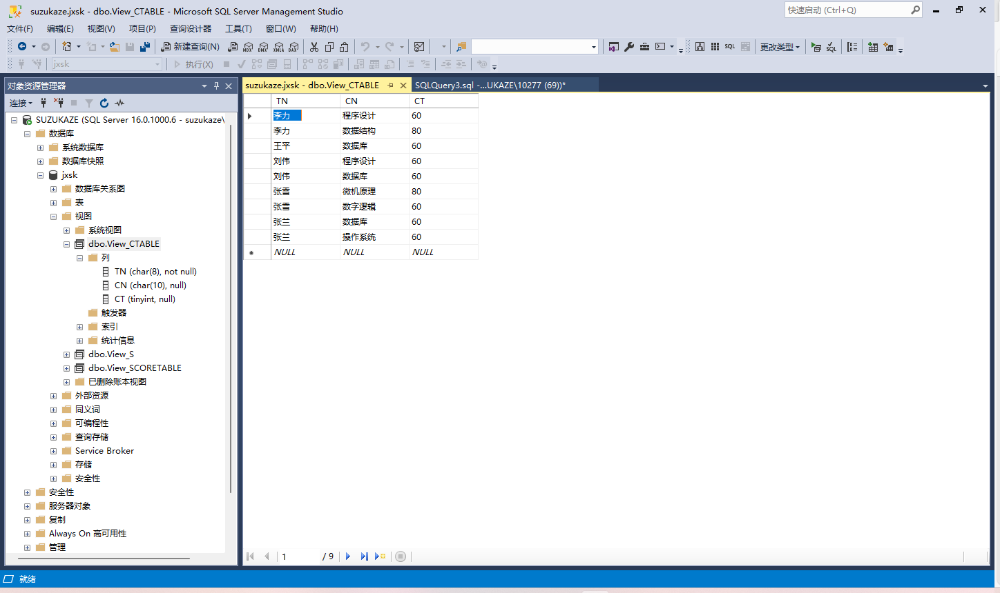 suzukaze.jxsk - dbo.View_CTABLE - Microsoft SQL Server Management Studio
快速启动 (Ctrl+Q)
文件(F) 编辑(E) 视图(V) 项目(P) 查询设计器 工具(T) 窗口(W) 帮助(H)
新建查询(N) MDX DMX XMLA DAX SQL 更改类型 SQL
jxsk 执行(X)
对象资源管理器
连接
SUZUKAZE (SQL Server 16.0.1000.6 - suzukaze\
数据库
系统数据库
数据库快照
jxsk
数据库关系图
表
视图
系统视图
dbo.View_CTABLE
列
TN (char(8), not null)
CN (char(10), null)
CT (tinyint, null)
触发器
索引
统计信息
dbo.View_S
dbo.View_SCORETABLE
已删除账本视图
外部资源
同义词
可编程性
查询存储
Service Broker
存储
安全性
安全性
服务器对象
复制
Always On 高可用性
管理
suzukaze.jxsk - dbo.View_CTABLE SQLQuery3.sql -...UKAZE\10277 (69))*
TN CN CT
李力 程序设计 60
李力 数据结构 80
王平 数据库 60
刘伟 程序设计 60
刘伟 数据库 60
张雪 微机原理 80
张雪 数字逻辑 60
张兰 数据库 60
张兰 操作系统 60
NULL NULL NULL
1 / 9
就绪